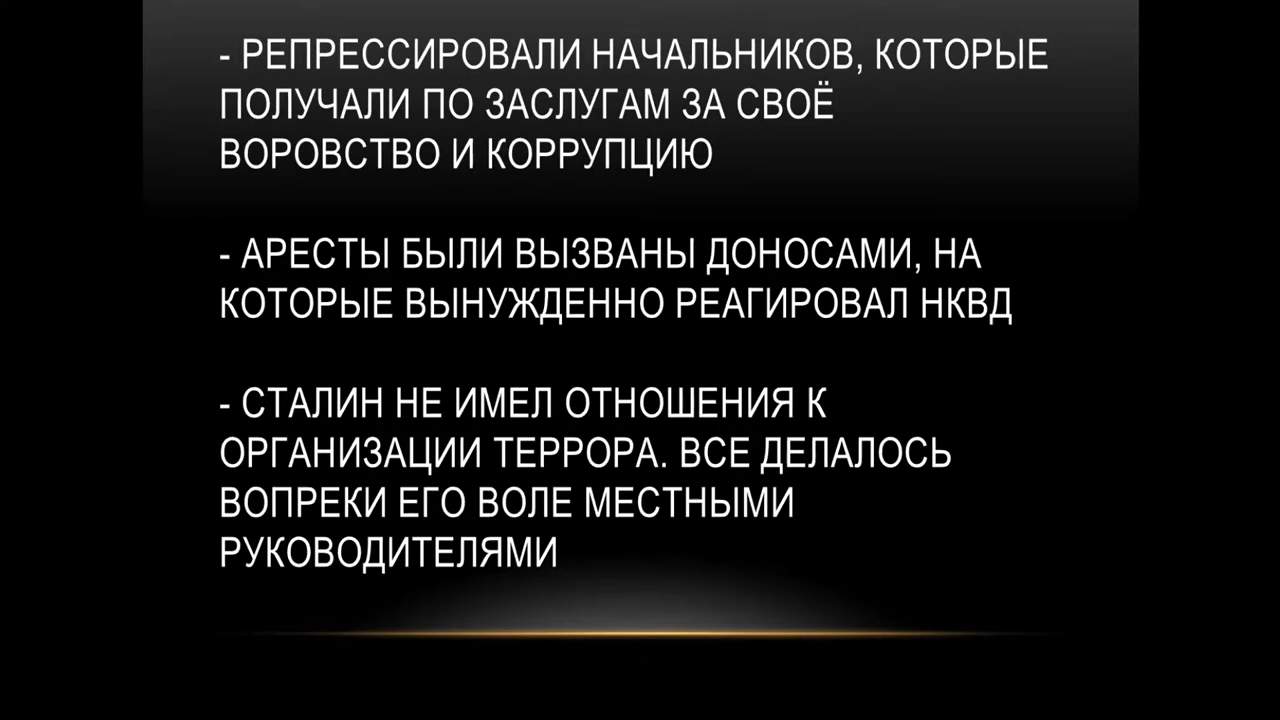 - РЕПРЕССИРОВАЛИ НАЧАЛЬНИКОВ, КОТОРЫЕ
ПОЛУЧАЛИ ПО ЗАСЛУГАМ ЗА СВОЁ
ВОРОВСТВО И КОРРУПЦИЮ
- АРЕСТЫ БЫЛИ ВЫЗВАНЫ ДОНОСАМИ, НА
КОТОРЫЕ ВЫНУЖДЕННО РЕАГИРОВАЛ НКВД
- СТАЛИН НЕ ИМЕЛ ОТНОШЕНИЯ К
ОРГАНИЗАЦИИ ТЕРРОРА. ВСЕ ДЕЛАЛОСЬ
ВОПРЕКИ ЕГО ВОЛЕ МЕСТНЫМИ
РУКОВОДИТЕЛЯМИ